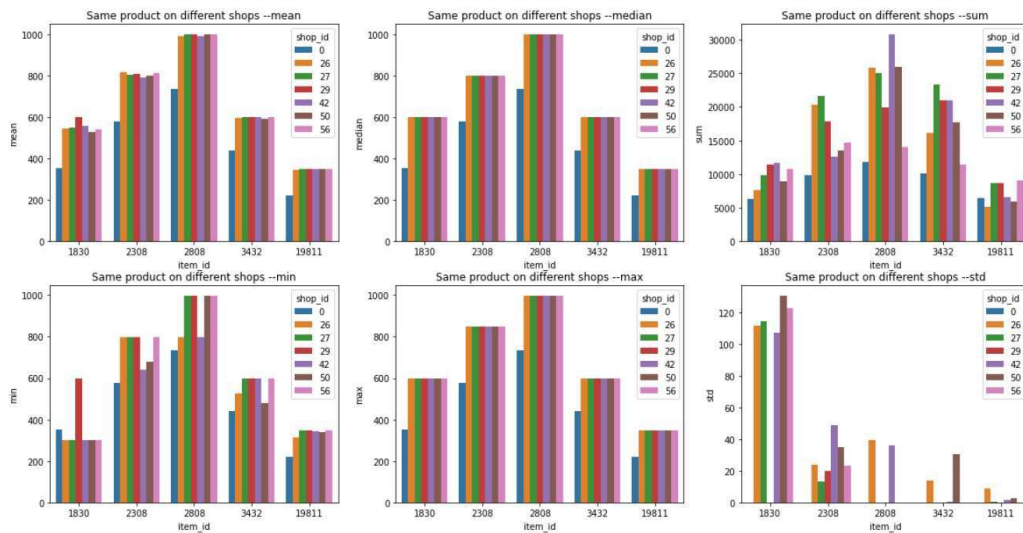 Same product on different shops --mean
mean
1000
800
600
400
200
0
shop_id
0
26
27
29
42
50
56
1830 2308 2808 3432 19811
item_id
Same product on different shops --median
median
1000
800
600
400
200
0
shop_id
0
26
27
29
42
50
56
1830 2308 2808 3432 19811
item_id
Same product on different shops --sum
sum
30000
25000
20000
15000
10000
5000
0
shop_id
0
26
27
29
42
50
56
1830 2308 2808 3432 19811
item_id
Same product on different shops --min
min
1000
800
600
400
200
0
shop_id
0
26
27
29
42
50
56
1830 2308 2808 3432 19811
item_id
Same product on different shops --max
max
1000
800
600
400
200
0
shop_id
0
26
27
29
42
50
56
1830 2308 2808 3432 19811
item_id
Same product on different shops --std
std
120
100
80
60
40
20
0
shop_id
0
26
27
29
42
50
56
1830 2308 2808 3432 19811
item_id